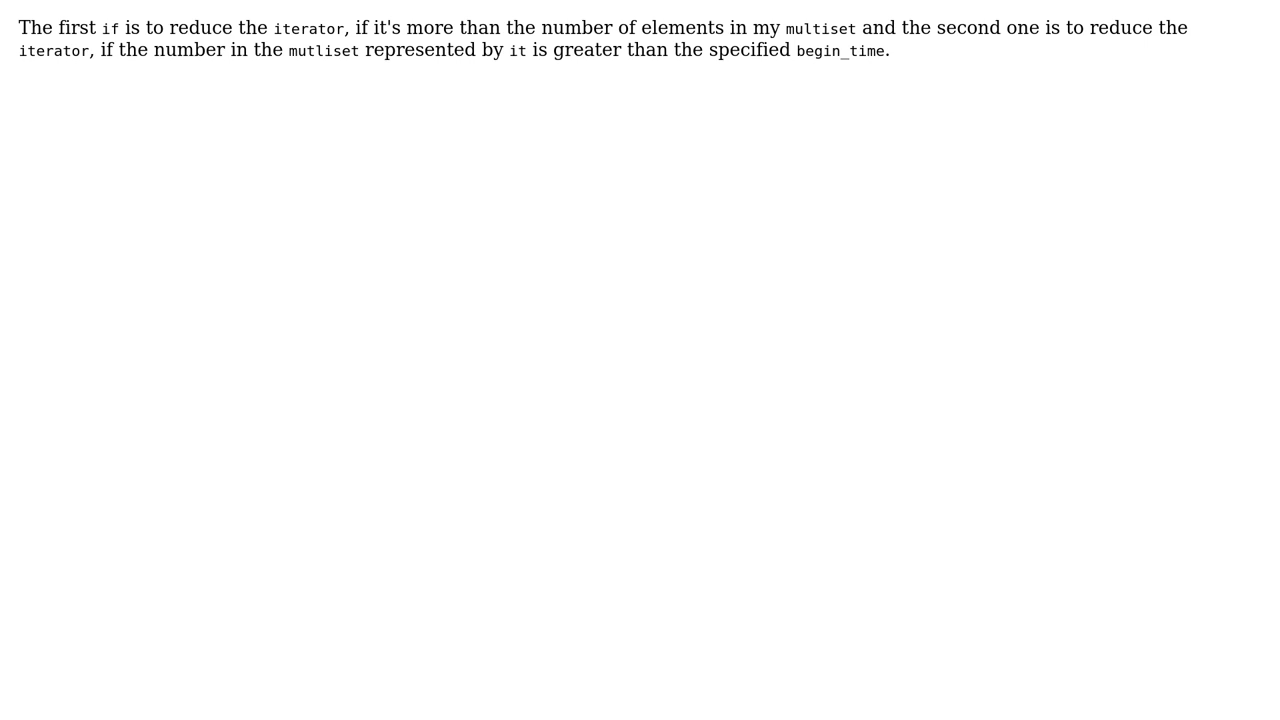 The first if is to reduce the iterator, if it's more than the number of elements in my multiset and the second one is to reduce the
iterator, if the number in the mutliset represented by it is greater than the specified begin_time.